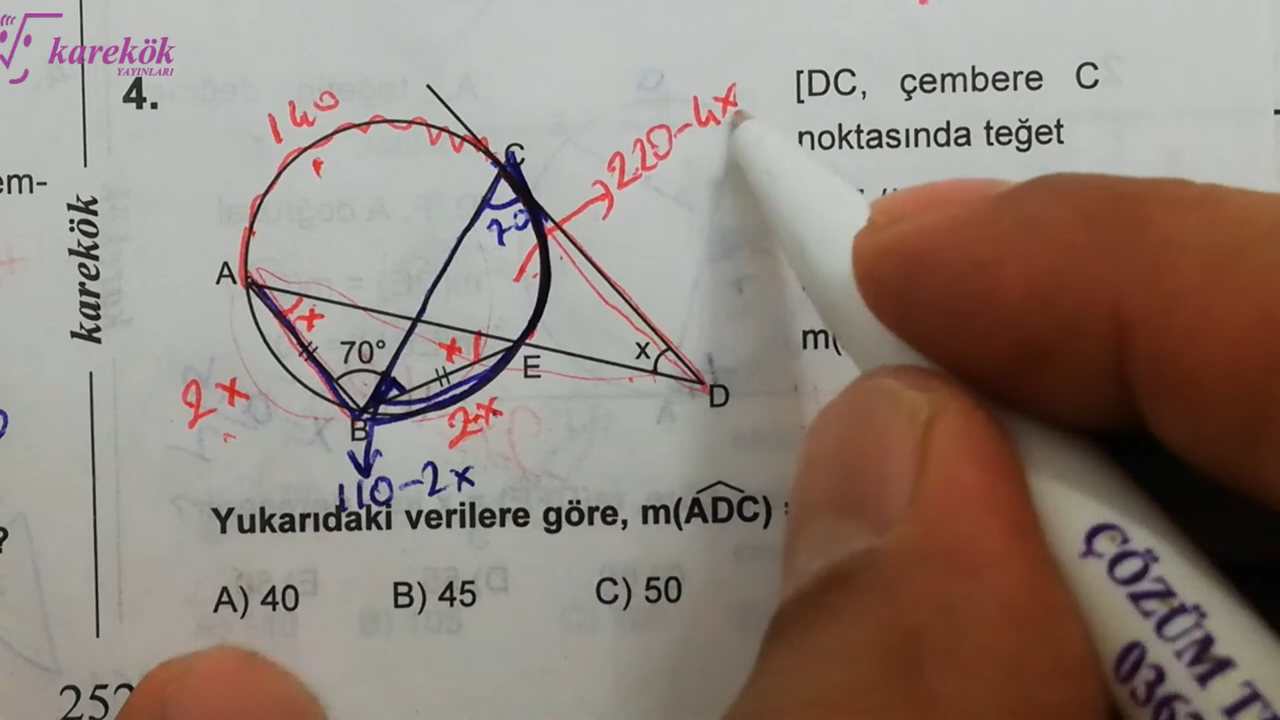 karekök
YAYINLARI
4.
[DC, çembere C
noktasında teğet
em-
karekök
140
220-4x
C
70
A
x
70°
x
x
E
D
2x
B
2x
110-2x
m(
?
Yukarıdaki verilere göre, m(ADC)
A) 40 B) 45 C) 50
252
ÇÖZÜM